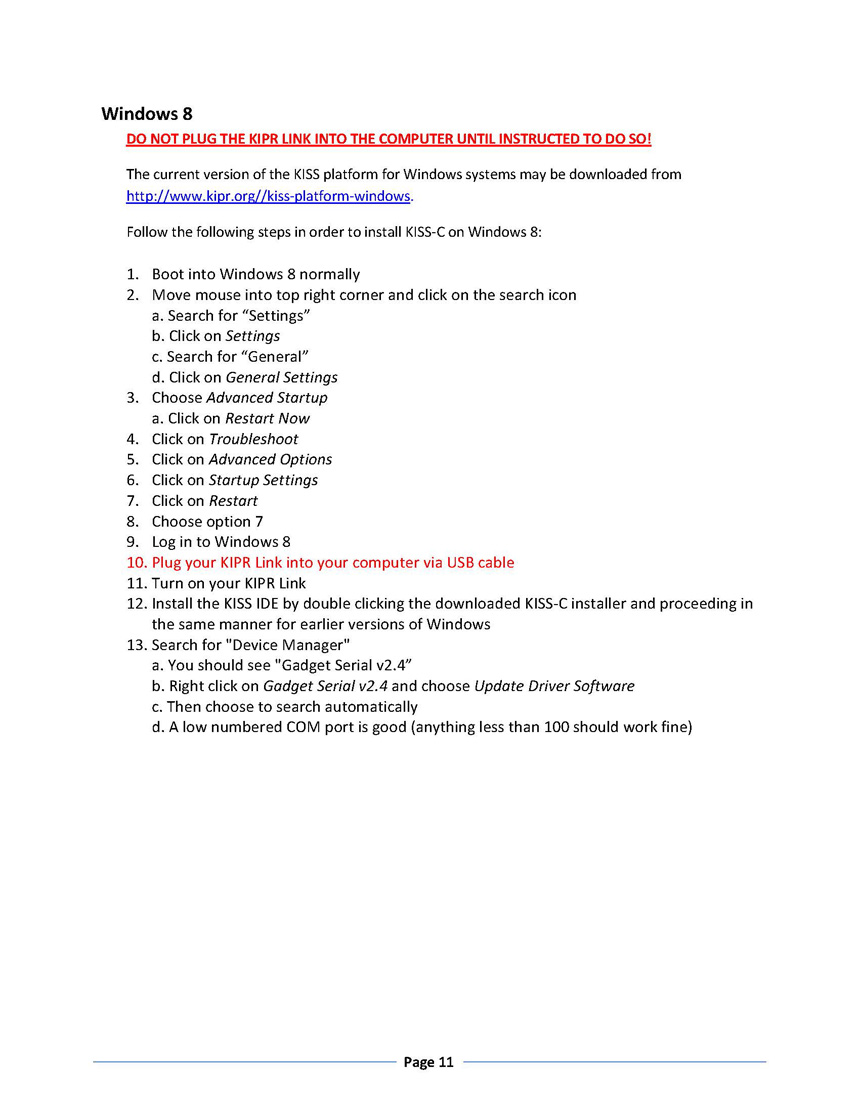 Windows 8
DO NOT PLUG THE KIPR LINK INTO THE COMPUTER UNTIL INSTRUCTED TO DO SO!
The current version of the KISS platform for Windows systems may be downloaded from
http://www.kipr.org//kiss-platform-windows.
Follow the following steps in order to install KISS-C on Windows 8:
1. Boot into Windows 8 normally
2. Move mouse into top right corner and click on the search icon
a. Search for “Settings”
b. Click on Settings
c. Search for “General”
d. Click on General Settings
3. Choose Advanced Startup
a. Click on Restart Now
4. Click on Troubleshoot
5. Click on Advanced Options
6. Click on Startup Settings
7. Click on Restart
8. Choose option 7
9. Log in to Windows 8
10. Plug your KIPR Link into your computer via USB cable
11. Turn on your KIPR Link
12. Install the KISS IDE by double clicking the downloaded KISS-C installer and proceeding in
the same manner for earlier versions of Windows
13. Search for "Device Manager"
a. You should see "Gadget Serial v2.4”
b. Right click on Gadget Serial v2.4 and choose Update Driver Software
c. Then choose to search automatically
d. A low numbered COM port is good (anything less than 100 should work fine)
Page 11